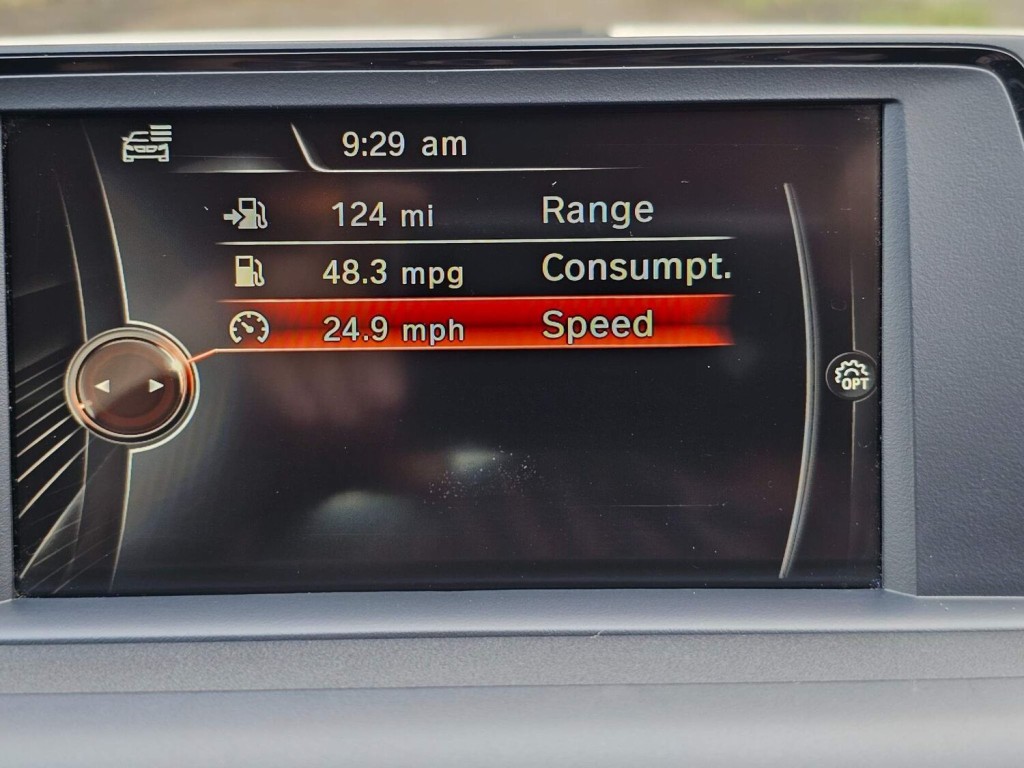 9:29 am
124 mi Range
48.3 mpg Consumpt.
24.9 mph Speed
OPT